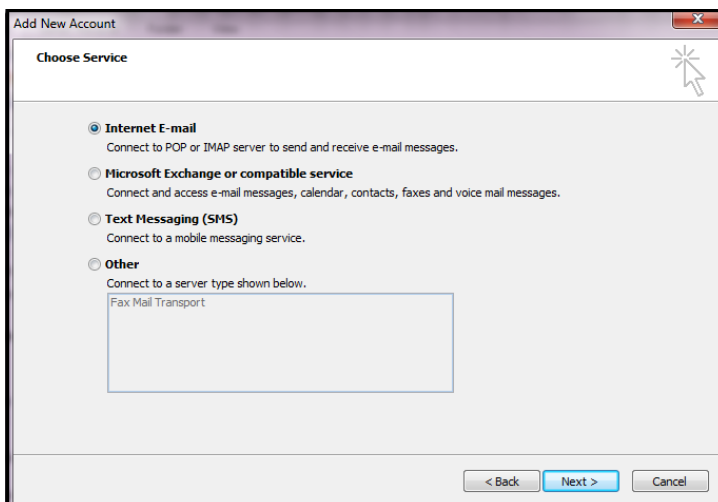 Add New Account
Choose Service
Internet E-mail
Connect to POP or IMAP server to send and receive e-mail messages.
Microsoft Exchange or compatible service
Connect and access e-mail messages, calendar, contacts, faxes and voice mail messages.
Text Messaging (SMS)
Connect to a mobile messaging service.
Other
Connect to a server type shown below.
Fax Mail Transport
< Back Next > Cancel